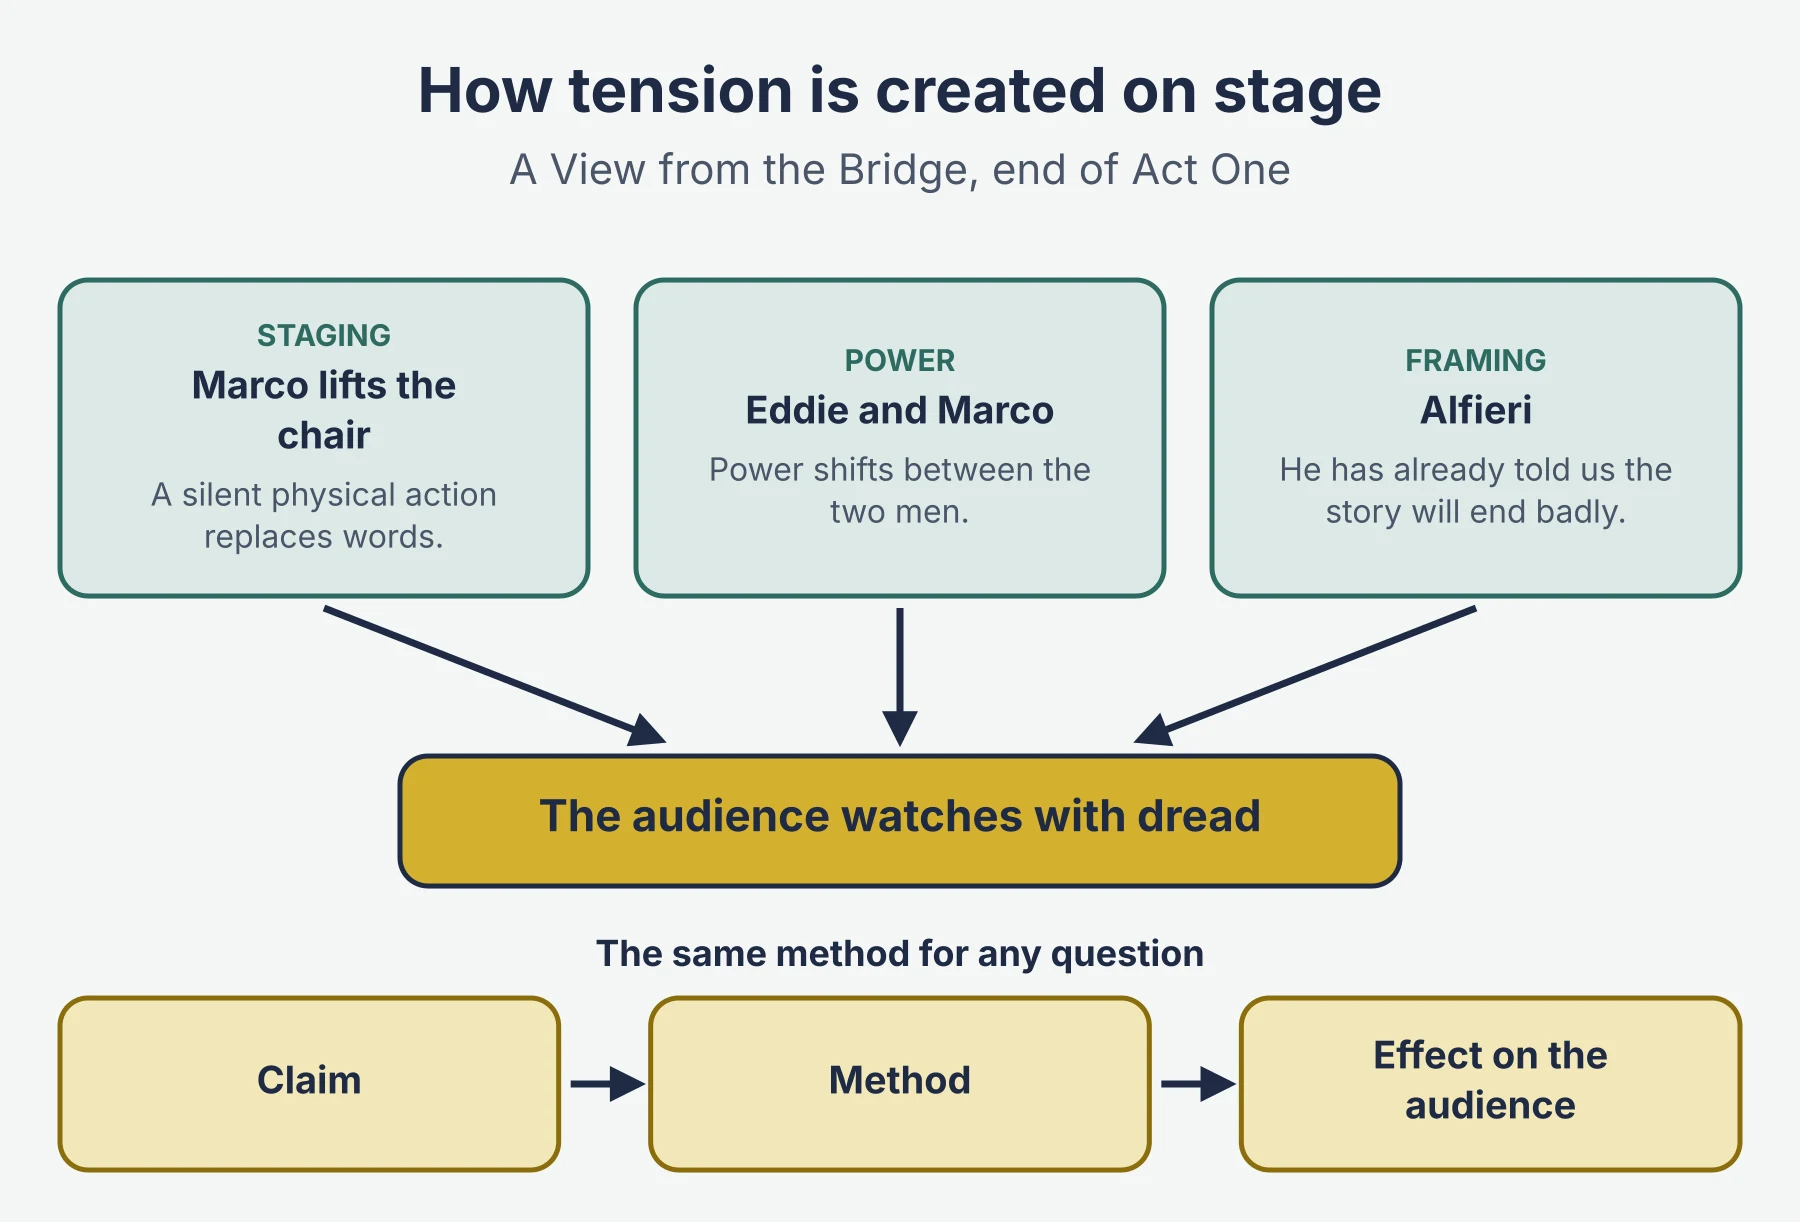 How tension is created on stage
A View from the Bridge, end of Act One
STAGING
Marco lifts the
chair
A silent physical action
replaces words.
POWER
Eddie and Marco
Power shifts between the
two men.
FRAMING
Alfieri
He has already told us the
story will end badly.
The audience watches with dread
The same method for any question
Claim
Method
Effect on the
audience